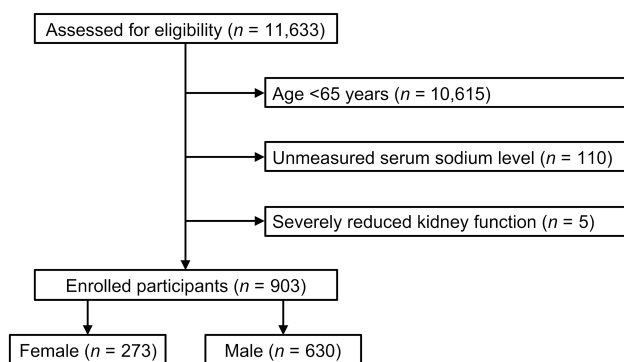 Assessed for eligibility (n = 11,633)
Age <65 years (n = 10,615)
Unmeasured serum sodium level (n = 110)
Severely reduced kidney function (n = 5)
Enrolled participants (n = 903)
Female (n = 273)
Male (n = 630)